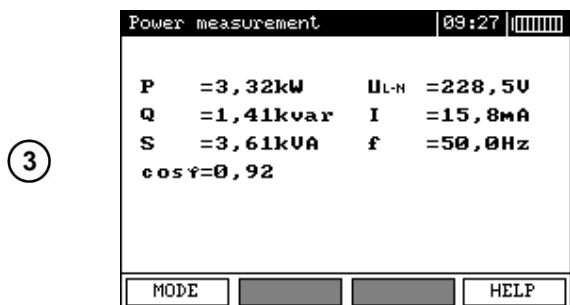 Power measurement 09:27
P =3,32kW UL-N =228,5V
Q =1,41kvar I =15,8mA
S =3,61kVA f =50,0Hz
cosϕ=0,92
3
MODE HELP